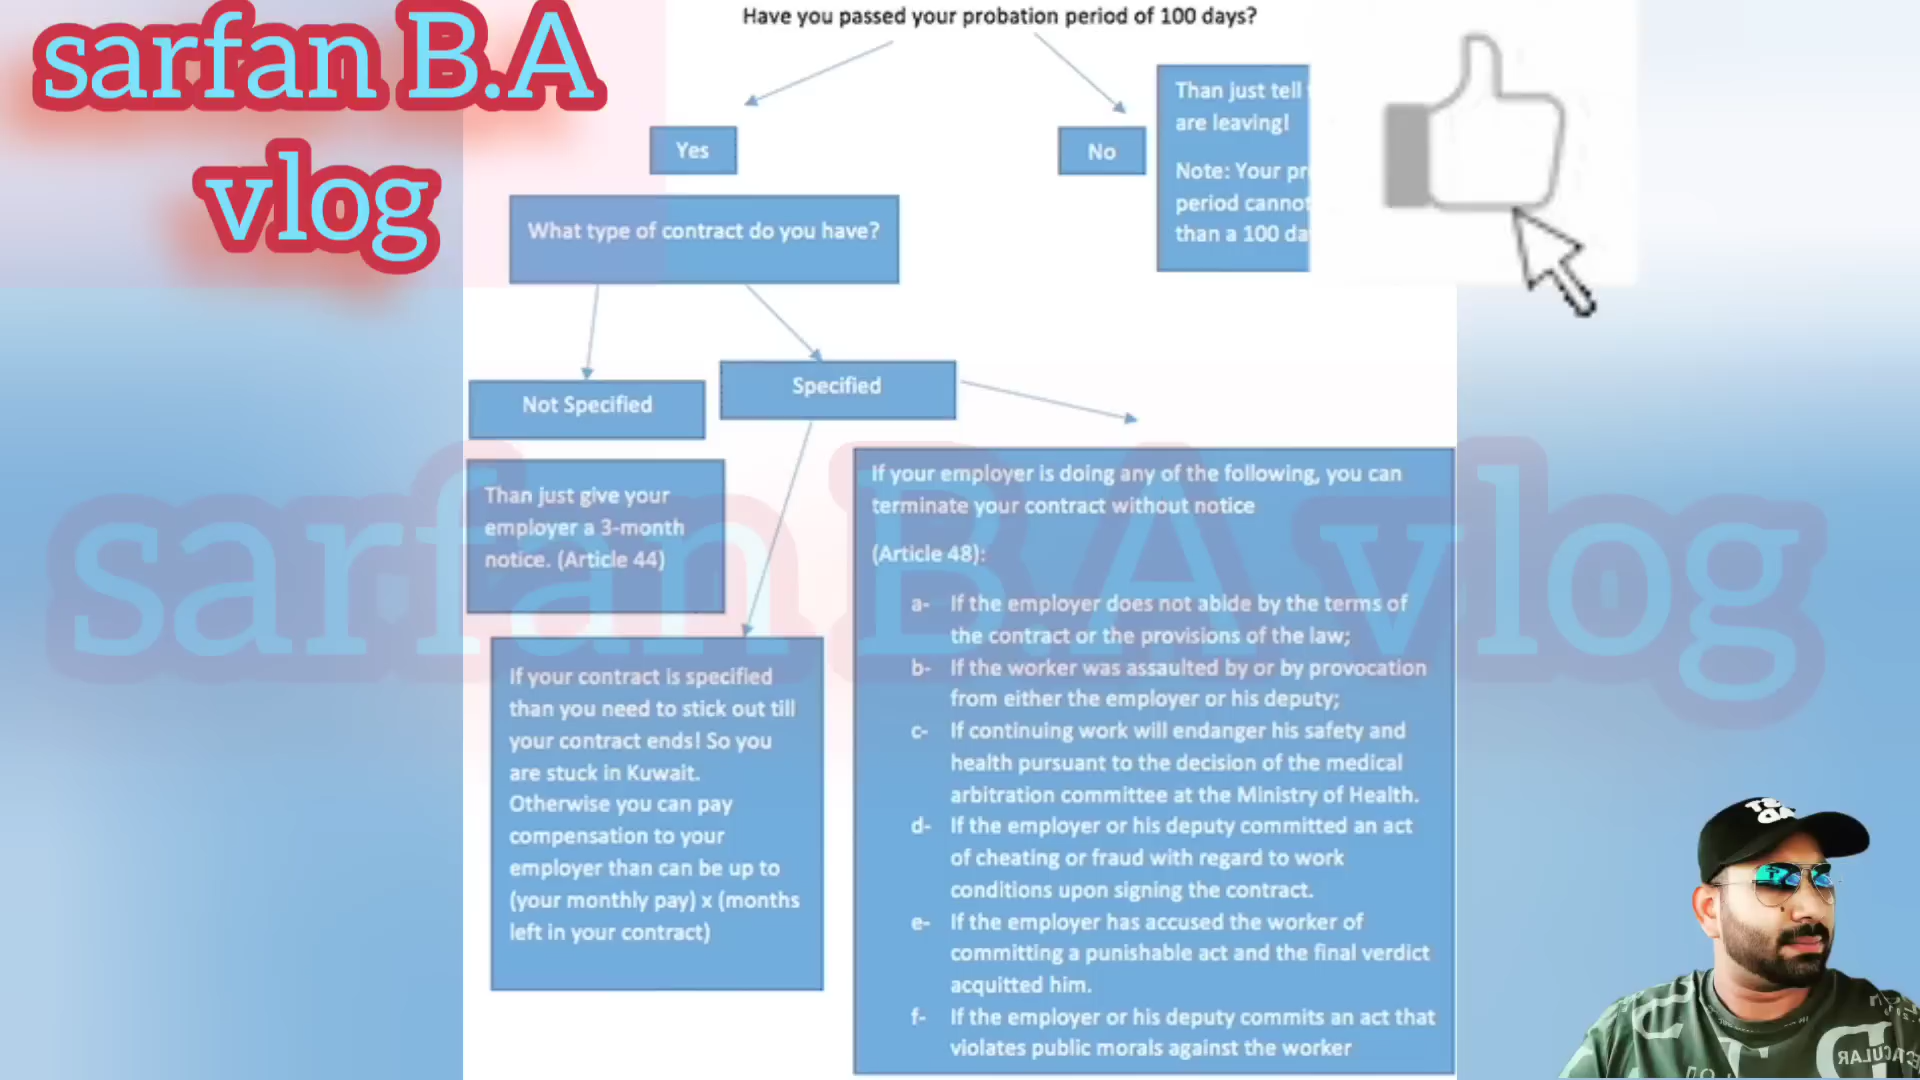 sarfan B.A
vlog
Have you passed your probation period of 100 days?
Yes
No
Than just tell
are leaving!
Note: Your pr
period cannot
than a 100 da
What type of contract do you have?
Not Specified
Specified
Than just give your
employer a 3-month
notice. (Article 44)
If your contract is specified
than you need to stick out till
your contract ends! So you
are stuck in Kuwait.
Otherwise you can pay
compensation to your
employer than can be up to
(your monthly pay) x (months
left in your contract)
If your employer is doing any of the following, you can
terminate your contract without notice
(Article 48):
a- If the employer does not abide by the terms of
the contract or the provisions of the law;
b- If the worker was assaulted by or by provocation
from either the employer or his deputy;
c- If continuing work will endanger his safety and
health pursuant to the decision of the medical
arbitration committee at the Ministry of Health.
d- If the employer or his deputy committed an act
of cheating or fraud with regard to work
conditions upon signing the contract.
e- If the employer has accused the worker of
committing a punishable act and the final verdict
acquitted him.
f- If the employer or his deputy commits an act that
violates public morals against the worker
sarfan B.A vlog